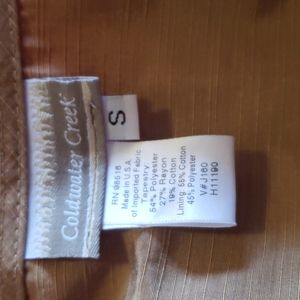 Coldwater Creek
S
RN 98516
Made in U.S.A.
of Imported Fabric
Tapestry:
54% Polyester
27% Rayon
19% Cotton
Lining: 55% Cotton
45% Polyester
V#J160
H11190